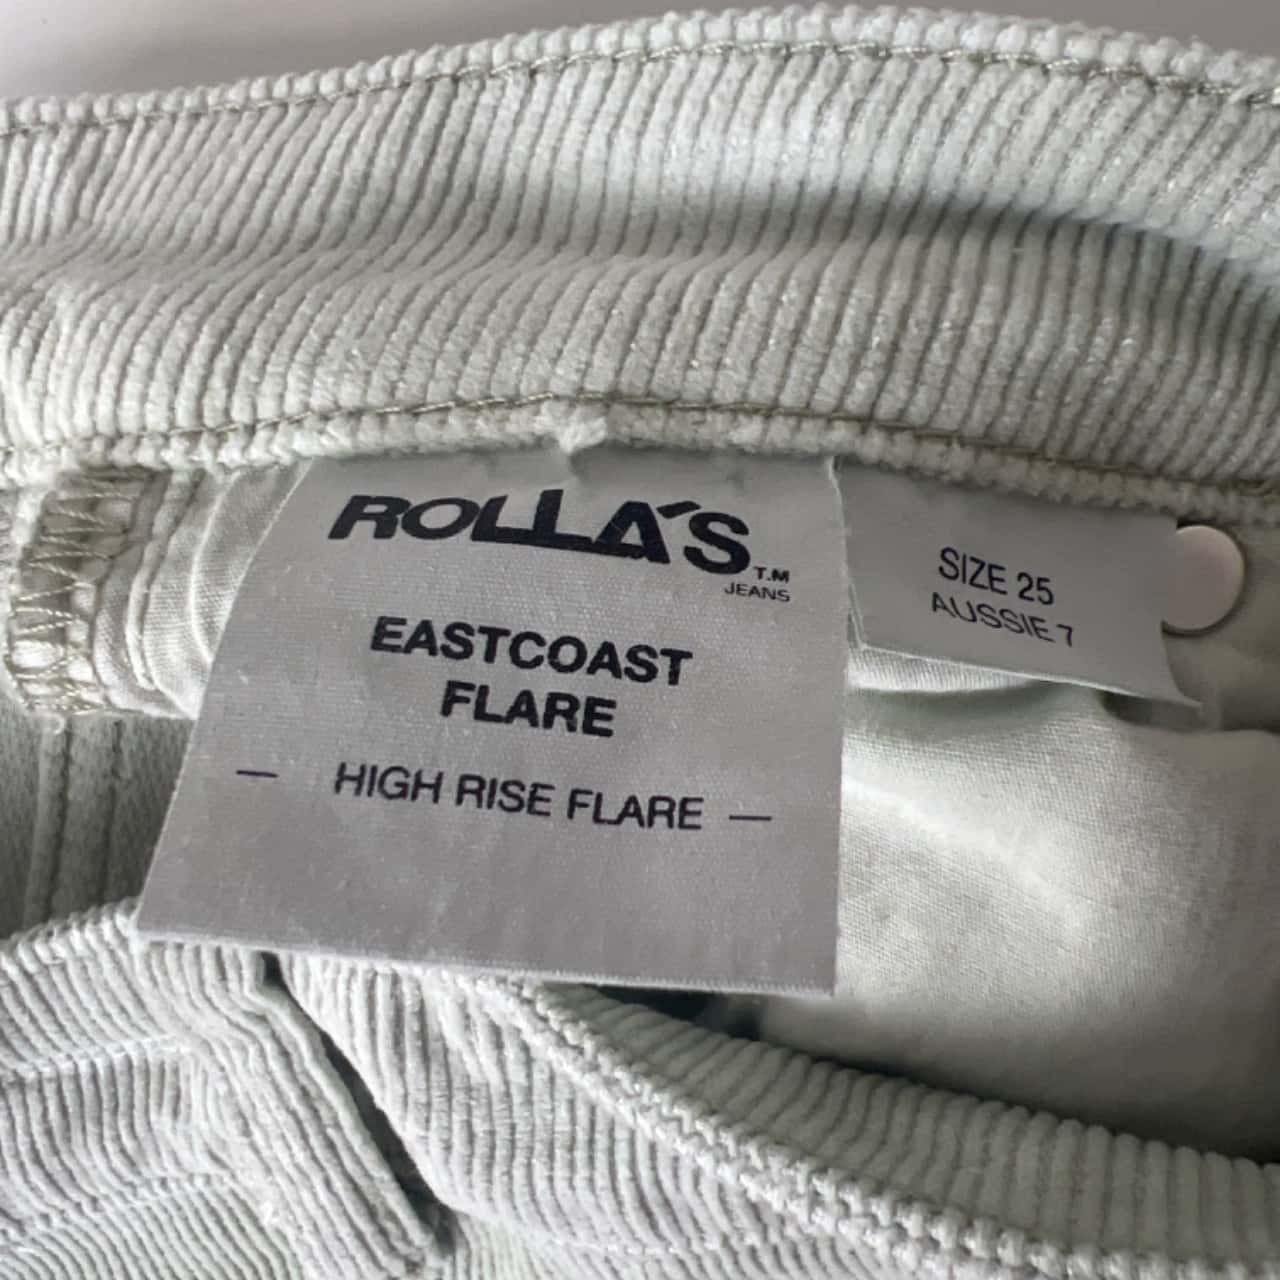 ROLLA'S
T.M
JEANS
EASTCOAST
FLARE
— HIGH RISE FLARE —
SIZE 25
AUSSIE 7